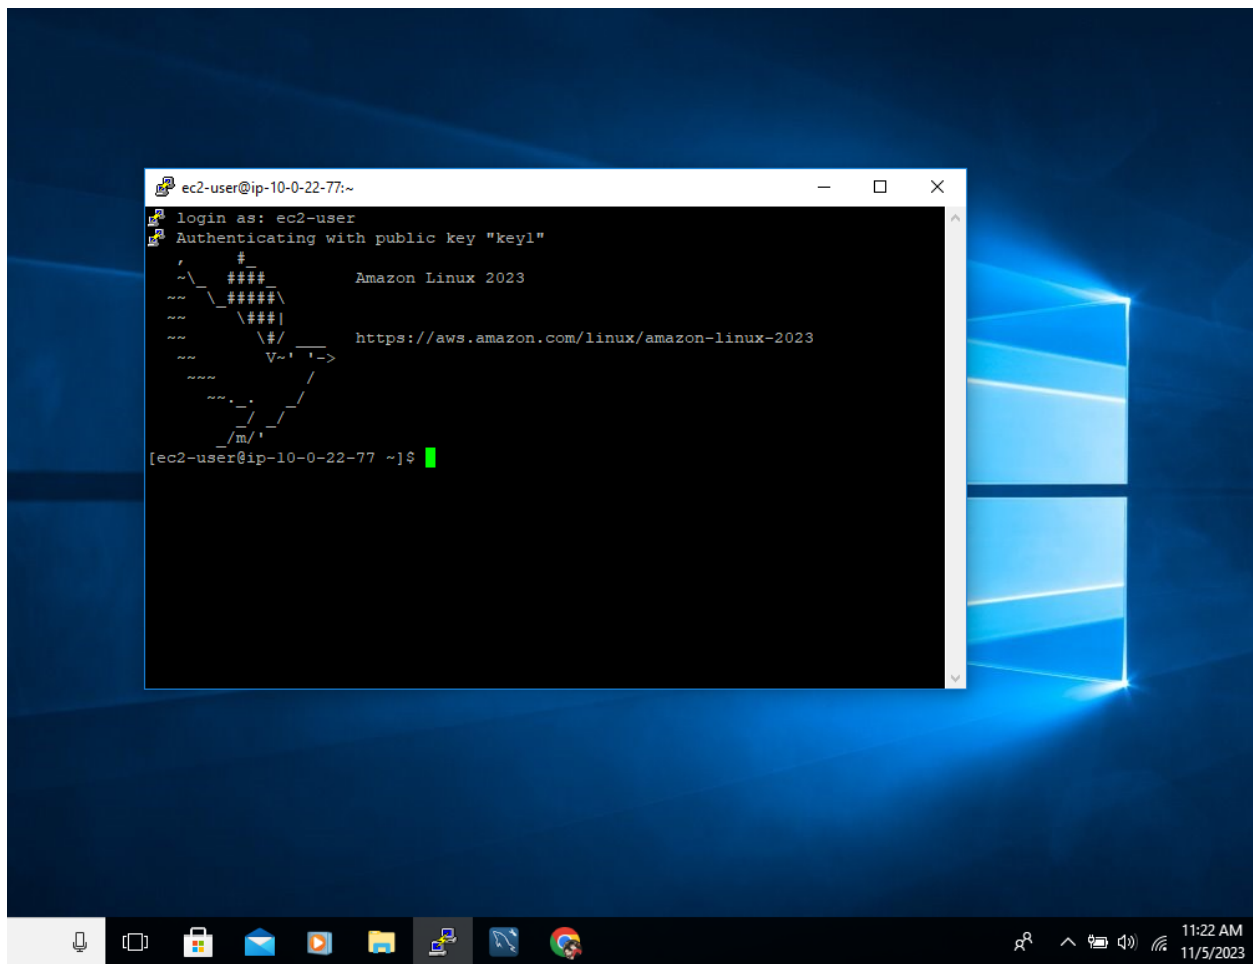 ec2-user@ip-10-0-22-77:~
login as: ec2-user
Authenticating with public key "key1"
   ,     #_
   ~\_  ####_        Amazon Linux 2023
  ~~  \_#####\
  ~~     \###|
  ~~       \#/ ___   https://aws.amazon.com/linux/amazon-linux-2023
   ~~       V~' '->
    ~~~         /
      ~~._.   _/
         _/ _/
       _/m/'
[ec2-user@ip-10-0-22-77 ~]$
11:22 AM
11/5/2023